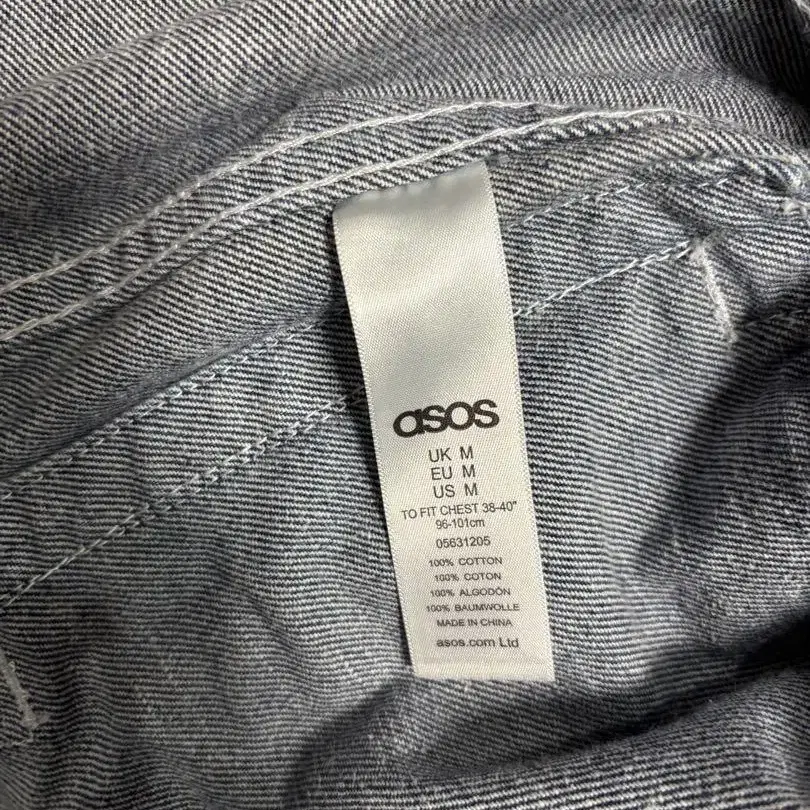 asos
UK M
EU M
US M
TO FIT CHEST 38-40"
96-101cm
05631205
100% COTTON
100% COTON
100% ALGODÓN
100% BAUMWOLLE
MADE IN CHINA
asos.com Ltd